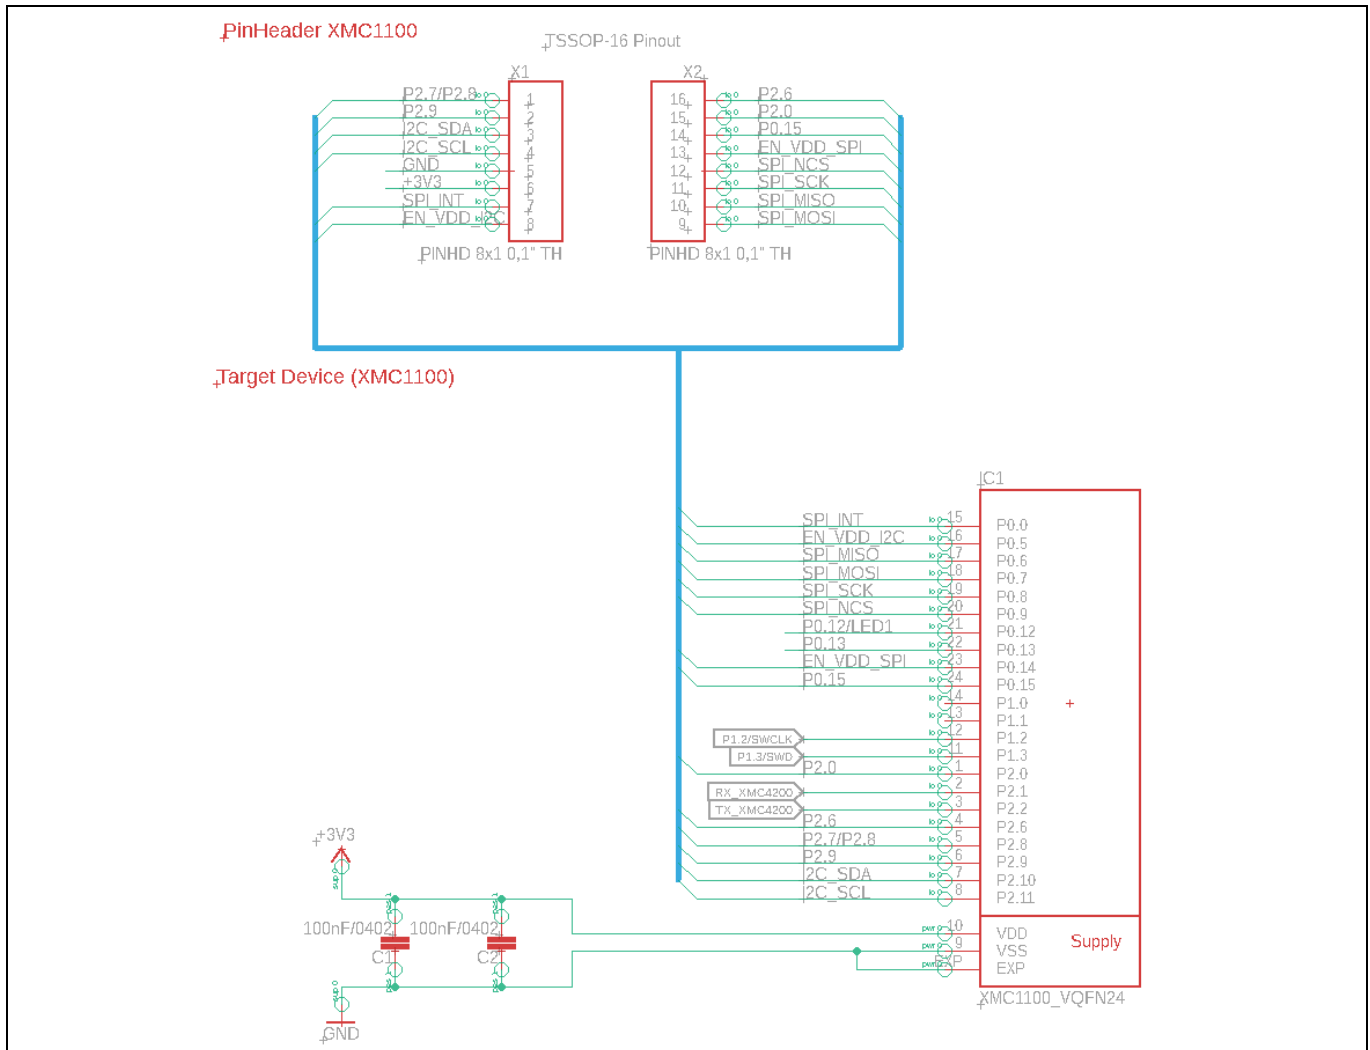 PinHeader XMC1100
TSSOP-16 Pinout
X1
X2
P2.7/P2.8 1
P2.9 2
I2C_SDA 3
I2C_SCL 4
GND 5
+3V3 6
SPI_INT 7
EN_VDD_I2C 8
PINHD 8x1 0,1" TH
16 P2.6
15 P2.0
14 P0.15
13 EN_VDD_SPI
12 SPI_NCS
11 SPI_SCK
10 SPI_MISO
9 SPI_MOSI
PINHD 8x1 0,1" TH
Target Device (XMC1100)
IC1
SPI_INT 15 P0.0
EN_VDD_I2C 16 P0.5
SPI_MISO 17 P0.6
SPI_MOSI 18 P0.7
SPI_SCK 19 P0.8
SPI_NCS 20 P0.9
P0.12/LED1 21 P0.12
P0.13 22 P0.13
EN_VDD_SPI 23 P0.14
P0.15 24 P0.15
14 P1.0
13 P1.1
P1.2/SWCLK 12 P1.2
P1.3/SWD 11 P1.3
P2.0 1 P2.0
RX_XMC4200 2 P2.1
TX_XMC4200 3 P2.2
P2.6 4 P2.6
P2.7/P2.8 5 P2.8
P2.9 6 P2.9
I2C_SDA 7 P2.10
I2C_SCL 8 P2.11
10 VDD
9 VSS
EXP EXP
Supply
XMC1100_VQFN24
+3V3
100nF/0402
C1
100nF/0402
C2
GND